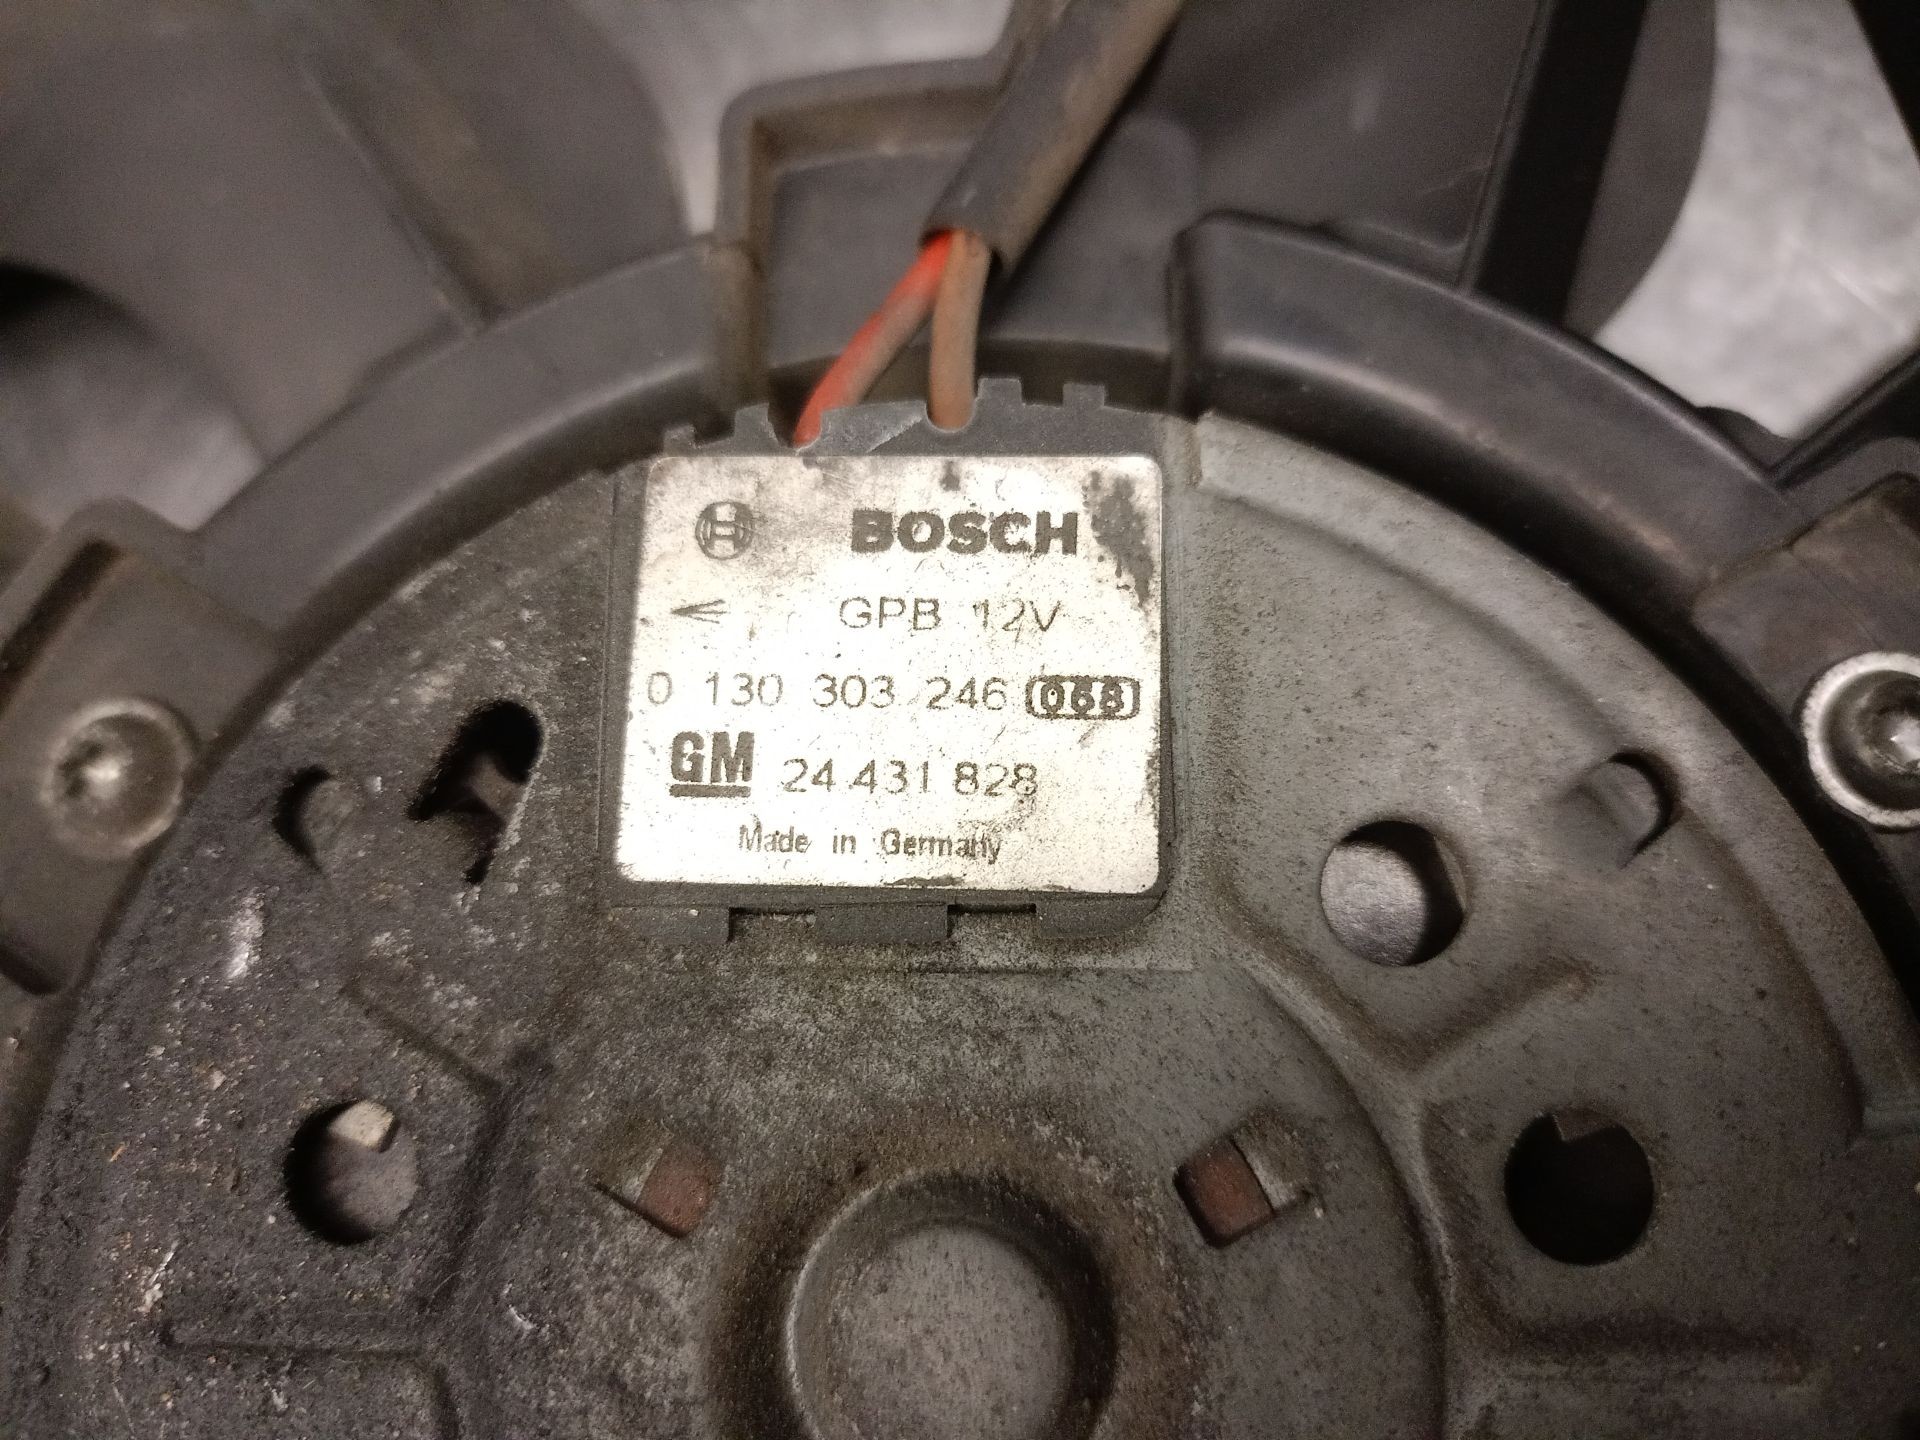 BOSCH
< GPB 12V
0 130 303 246 068
GM 24 431 828
Made in Germany